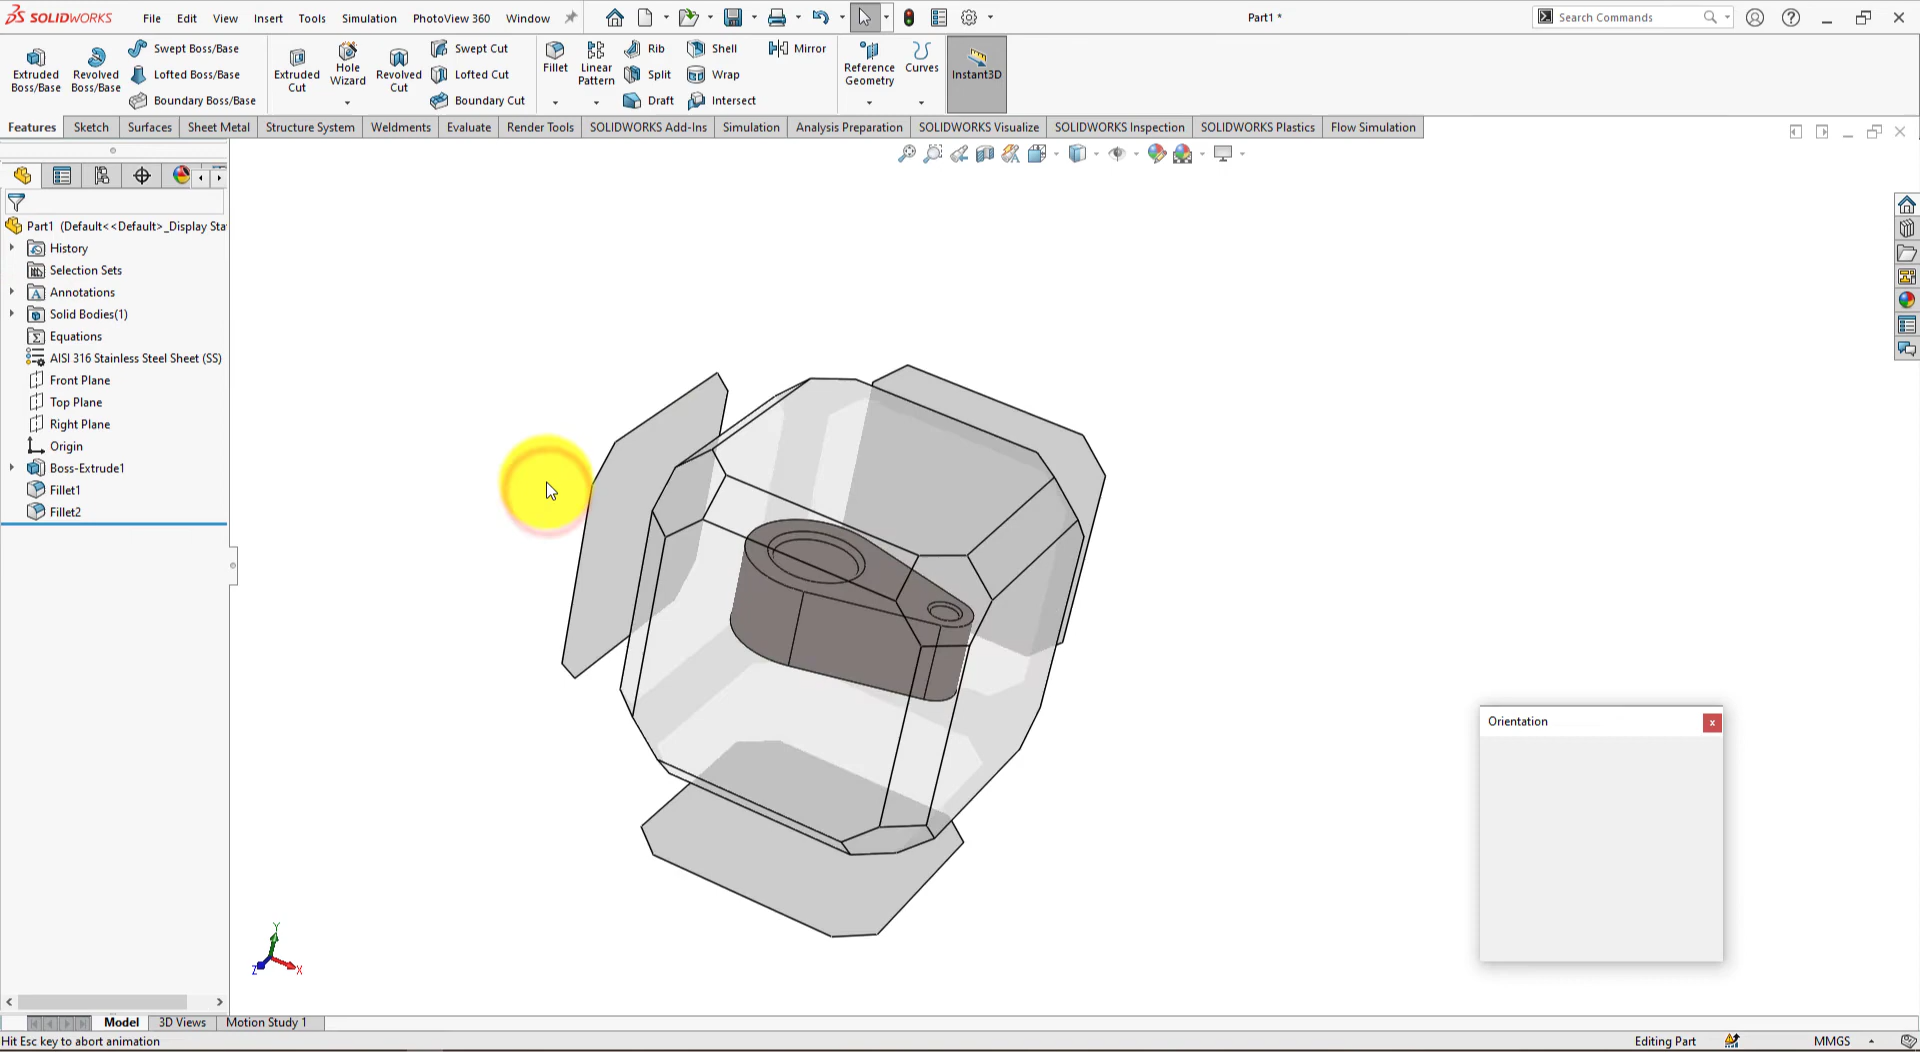 SOLIDWORKS File Edit View Insert Tools Simulation PhotoView 360 Window Part1 * Search Commands
Extruded Boss/Base
Revolved Boss/Base
Swept Boss/Base
Lofted Boss/Base
Boundary Boss/Base
Extruded Cut
Hole Wizard
Revolved Cut
Swept Cut
Lofted Cut
Boundary Cut
Fillet
Linear Pattern
Rib
Split
Draft
Shell
Wrap
Intersect
Mirror
Reference Geometry
Curves
Instant3D
Features Sketch Surfaces Sheet Metal Structure System Weldments Evaluate Render Tools SOLIDWORKS Add-Ins Simulation Analysis Preparation SOLIDWORKS Visualize SOLIDWORKS Inspection SOLIDWORKS Plastics Flow Simulation
Part1 (Default<<Default>_Display Sta
History
Selection Sets
Annotations
Solid Bodies(1)
Equations
AISI 316 Stainless Steel Sheet (SS)
Front Plane
Top Plane
Right Plane
Origin
Boss-Extrude1
Fillet1
Fillet2
Orientation
x
Y
Z
X
Model 3D Views Motion Study 1
Hit Esc key to abort animation Editing Part MMGS